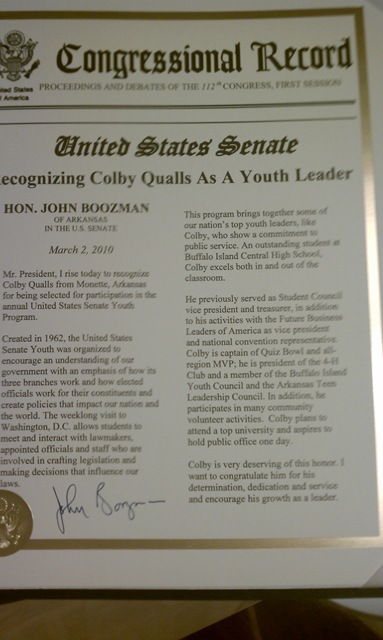 Congressional Record
ited States
America
PROCEEDINGS AND DEBATES OF THE 112th CONGRESS, FIRST SESSION
United States Senate
ecognizing Colby Qualls As A Youth Leader
HON. JOHN BOOZMAN
OF ARKANSAS
IN THE U.S. SENATE
March 2, 2010
Mr. President, I rise today to recognize
Colby Qualls from Monette, Arkansas
for being selected for participation in the
annual United States Senate Youth
Program.
Created in 1962, the United States
Senate Youth was organized to
encourage an understanding of our
government with an emphasis of how its
three branches work and how elected
officials work for their constituents and
create policies that impact our nation and
the world. The weeklong visit to
Washington, D.C. allows students to
meet and interact with lawmakers,
appointed officials and staff who are
involved in crafting legislation and
making decisions that influence our
laws.
John Boozman
This program brings together some of
our nation's top youth leaders, like
Colby, who show a commitment to
public service. An outstanding student at
Buffalo Island Central High School,
Colby excels both in and out of the
classroom.
He previously served as Student Council
vice president and treasurer, in addition
to his activities with the Future Business
Leaders of America as vice president
and national convention representative.
Colby is captain of Quiz Bowl and all-
region MVP; he is president of the 4-H
Club and a member of the Buffalo Island
Youth Council and the Arkansas Teen
Leadership Council. In addition, he
participates in many community
volunteer activities. Colby plans to
attend a top university and aspires to
hold public office one day.
Colby is very deserving of this honor. I
want to congratulate him for his
determination, dedication and service
and encourage his growth as a leader.